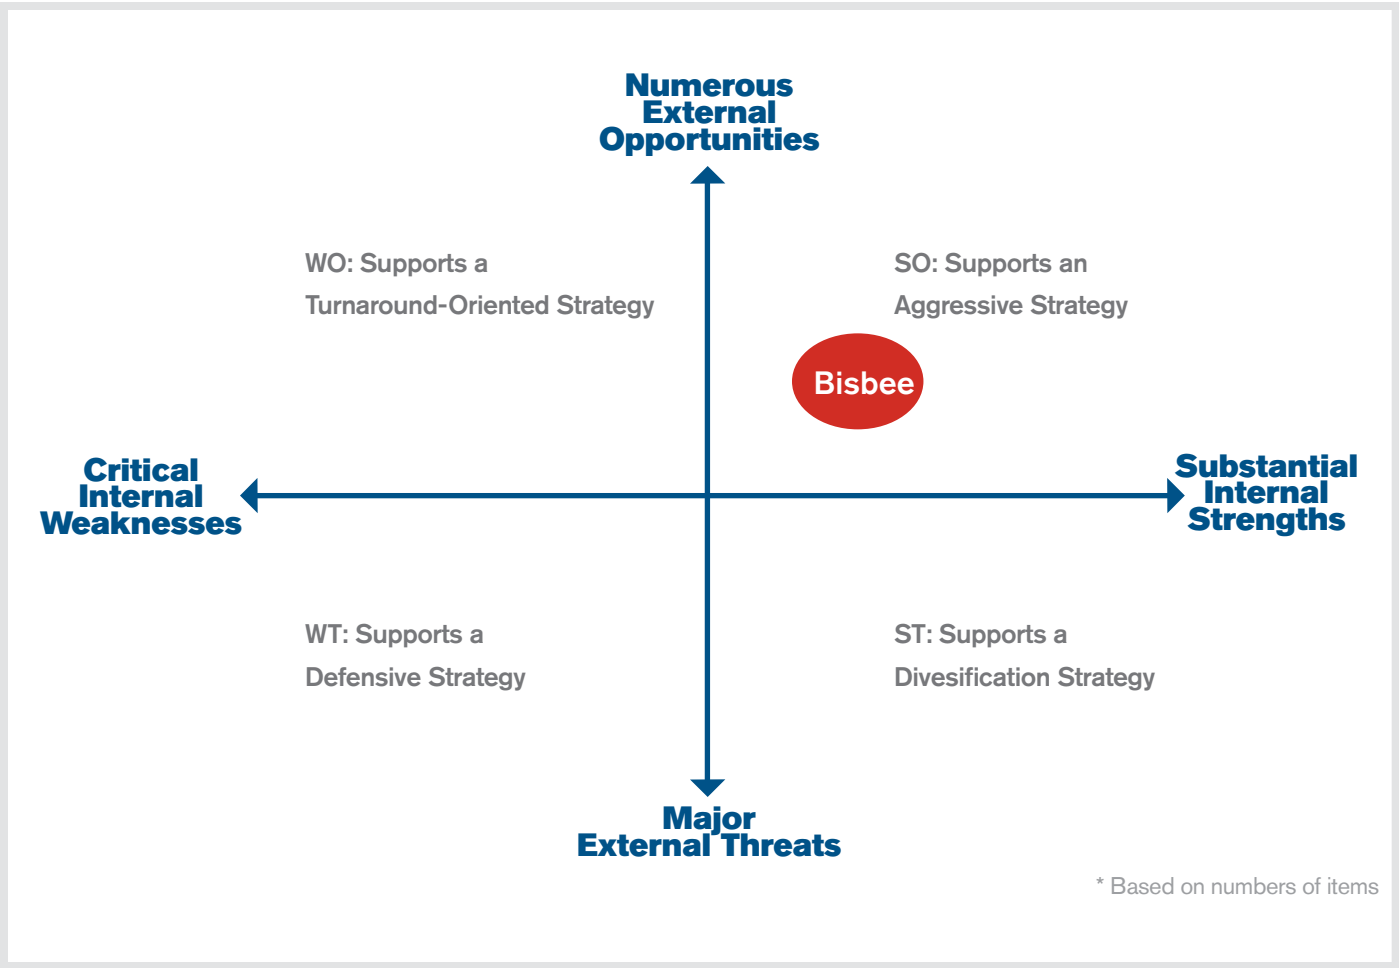 Numerous
External
Opportunities
WO: Supports a
Turnaround-Oriented Strategy
SO: Supports an
Aggressive Strategy
Bisbee
Critical
Internal
Weaknesses
Substantial
Internal
Strengths
WT: Supports a
Defensive Strategy
ST: Supports a
Divesification Strategy
Major
External Threats
* Based on numbers of items